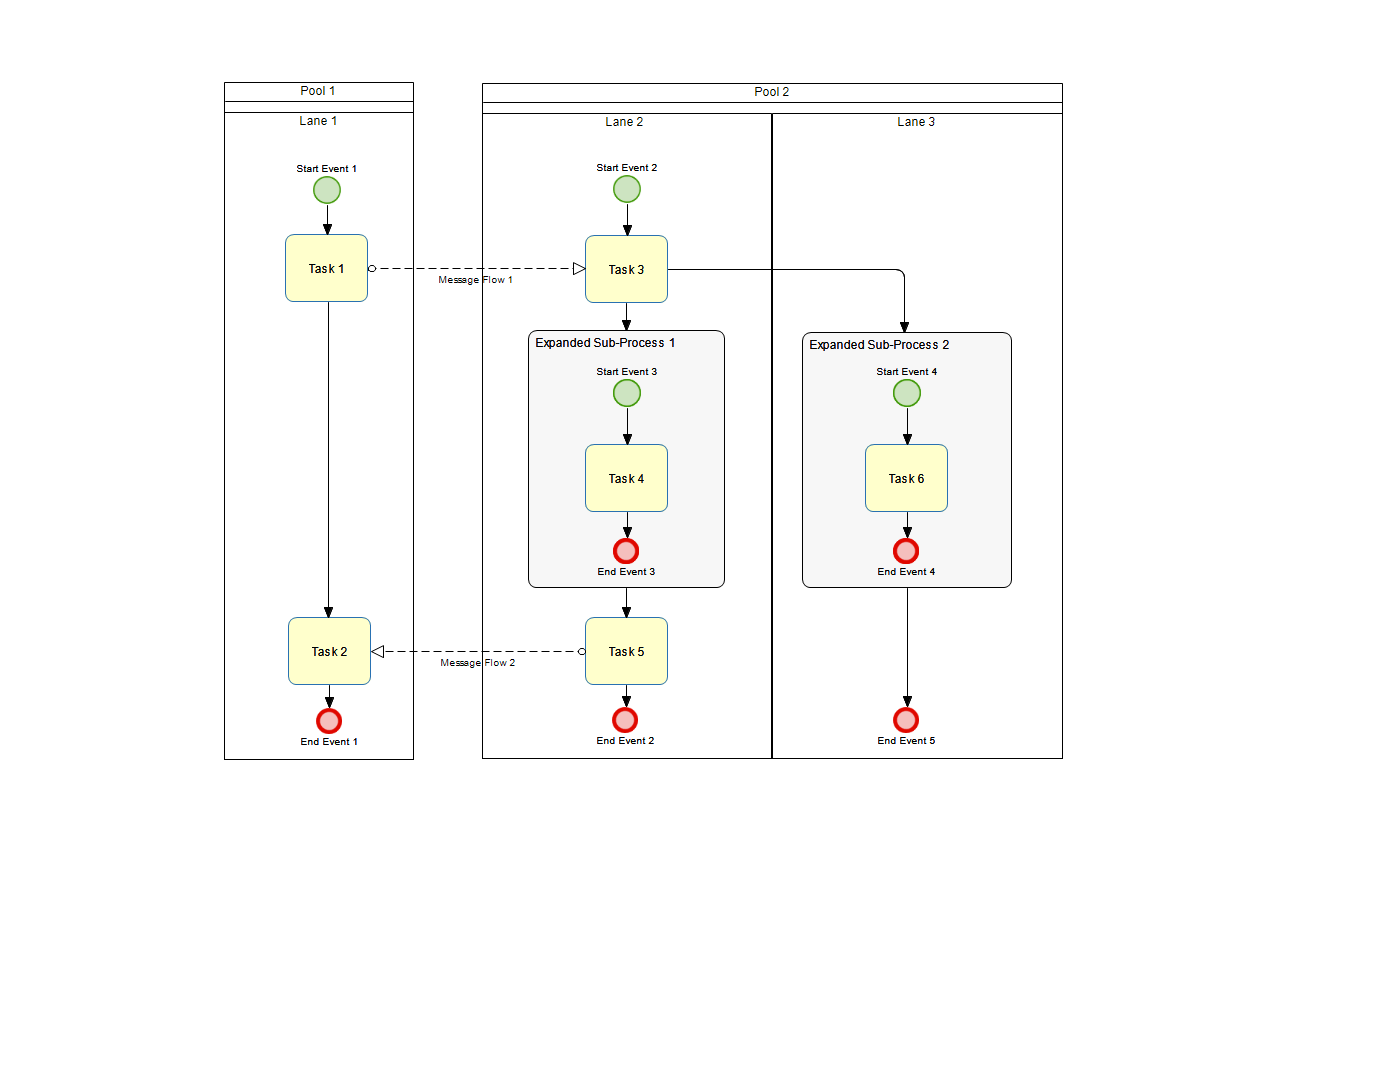 Pool 1
Lane 1
Start Event 1
Task 1
Message Flow 1
Task 2
End Event 1
Message Flow 2
Pool 2
Lane 2
Start Event 2
Task 3
Expanded Sub-Process 1
Start Event 3
Task 4
End Event 3
Task 5
End Event 2
Lane 3
Expanded Sub-Process 2
Start Event 4
Task 6
End Event 4
End Event 5